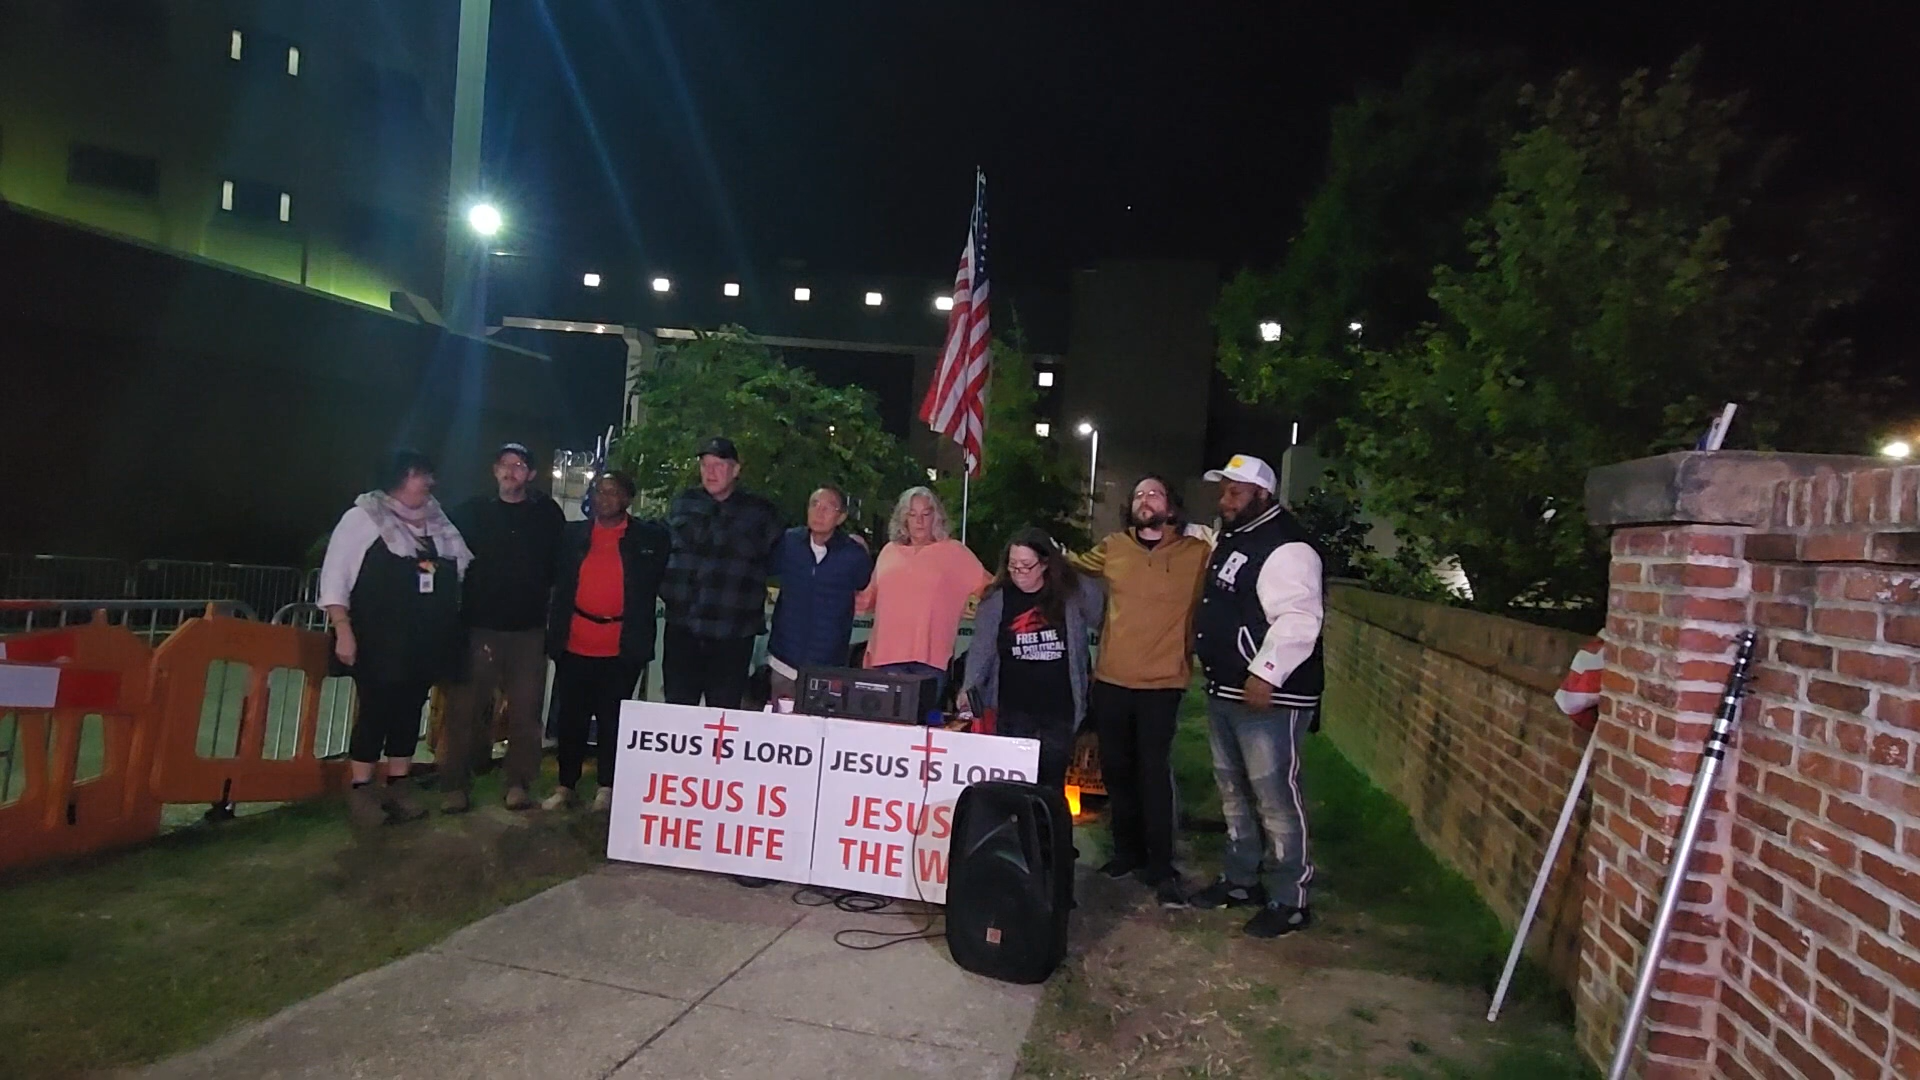 JESUS IS LORD
JESUS IS
THE LIFE
JESUS IS LORD
JESUS
THE W
FREE THE
POLITICAL
R